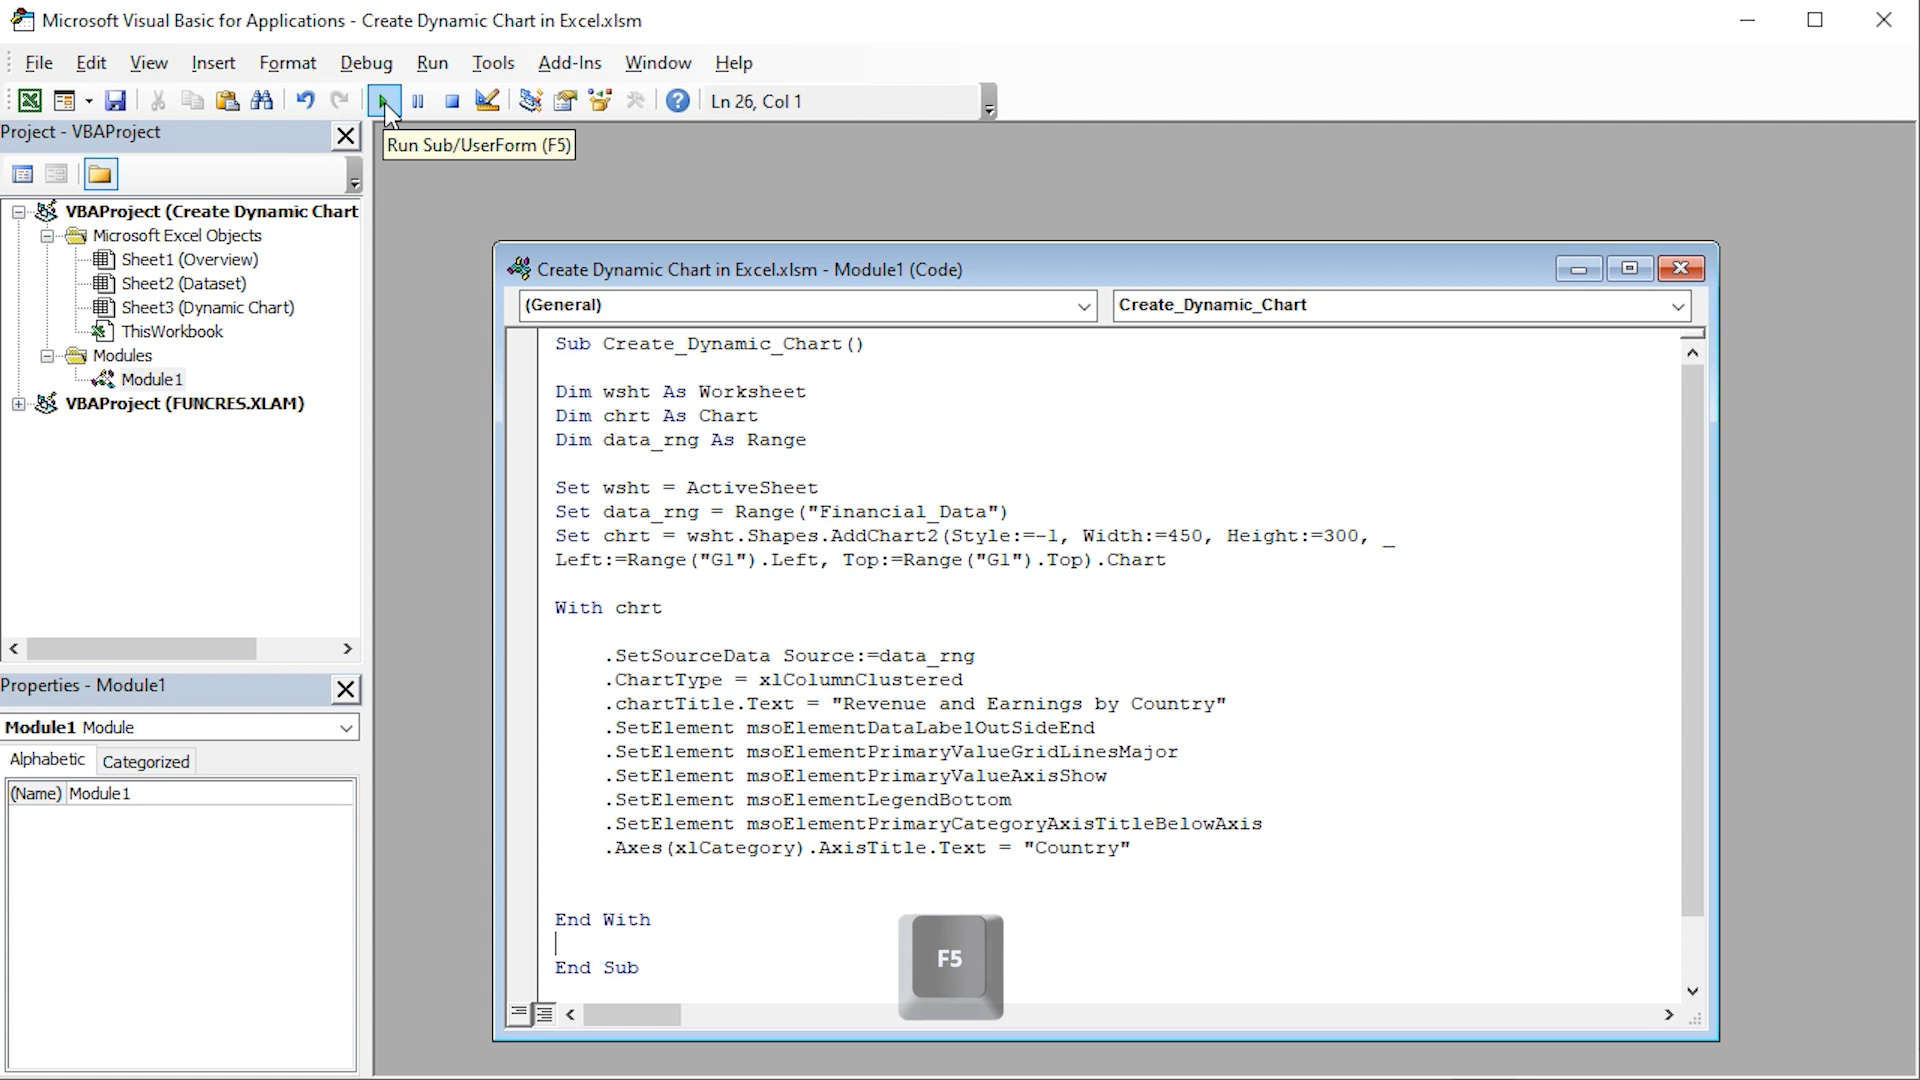 Microsoft Visual Basic for Applications - Create Dynamic Chart in Excel.xlsm
File Edit View Insert Format Debug Run Tools Add-Ins Window Help
Ln 26, Col 1
Run Sub/UserForm (F5)
Project - VBAProject
VBAProject (Create Dynamic Chart
Microsoft Excel Objects
Sheet1 (Overview)
Sheet2 (Dataset)
Sheet3 (Dynamic Chart)
ThisWorkbook
Modules
Module1
VBAProject (FUNCRES.XLAM)
Properties - Module1
Module1 Module
Alphabetic Categorized
(Name) Module1
Create Dynamic Chart in Excel.xlsm - Module1 (Code)
(General) Create_Dynamic_Chart
Sub Create_Dynamic_Chart()
Dim wsht As Worksheet
Dim chrt As Chart
Dim data_rng As Range
Set wsht = ActiveSheet
Set data_rng = Range("Financial_Data")
Set chrt = wsht.Shapes.AddChart2(Style:=-1, Width:=450, Height:=300, _
Left:=Range("G1").Left, Top:=Range("G1").Top).Chart
With chrt
.SetSourceData Source:=data_rng
.ChartType = xlColumnClustered
.chartTitle.Text = "Revenue and Earnings by Country"
.SetElement msoElementDataLabelOutSideEnd
.SetElement msoElementPrimaryValueGridLinesMajor
.SetElement msoElementPrimaryValueAxisShow
.SetElement msoElementLegendBottom
.SetElement msoElementPrimaryCategoryAxisTitleBelowAxis
.Axes(xlCategory).AxisTitle.Text = "Country"
End With
End Sub
F5